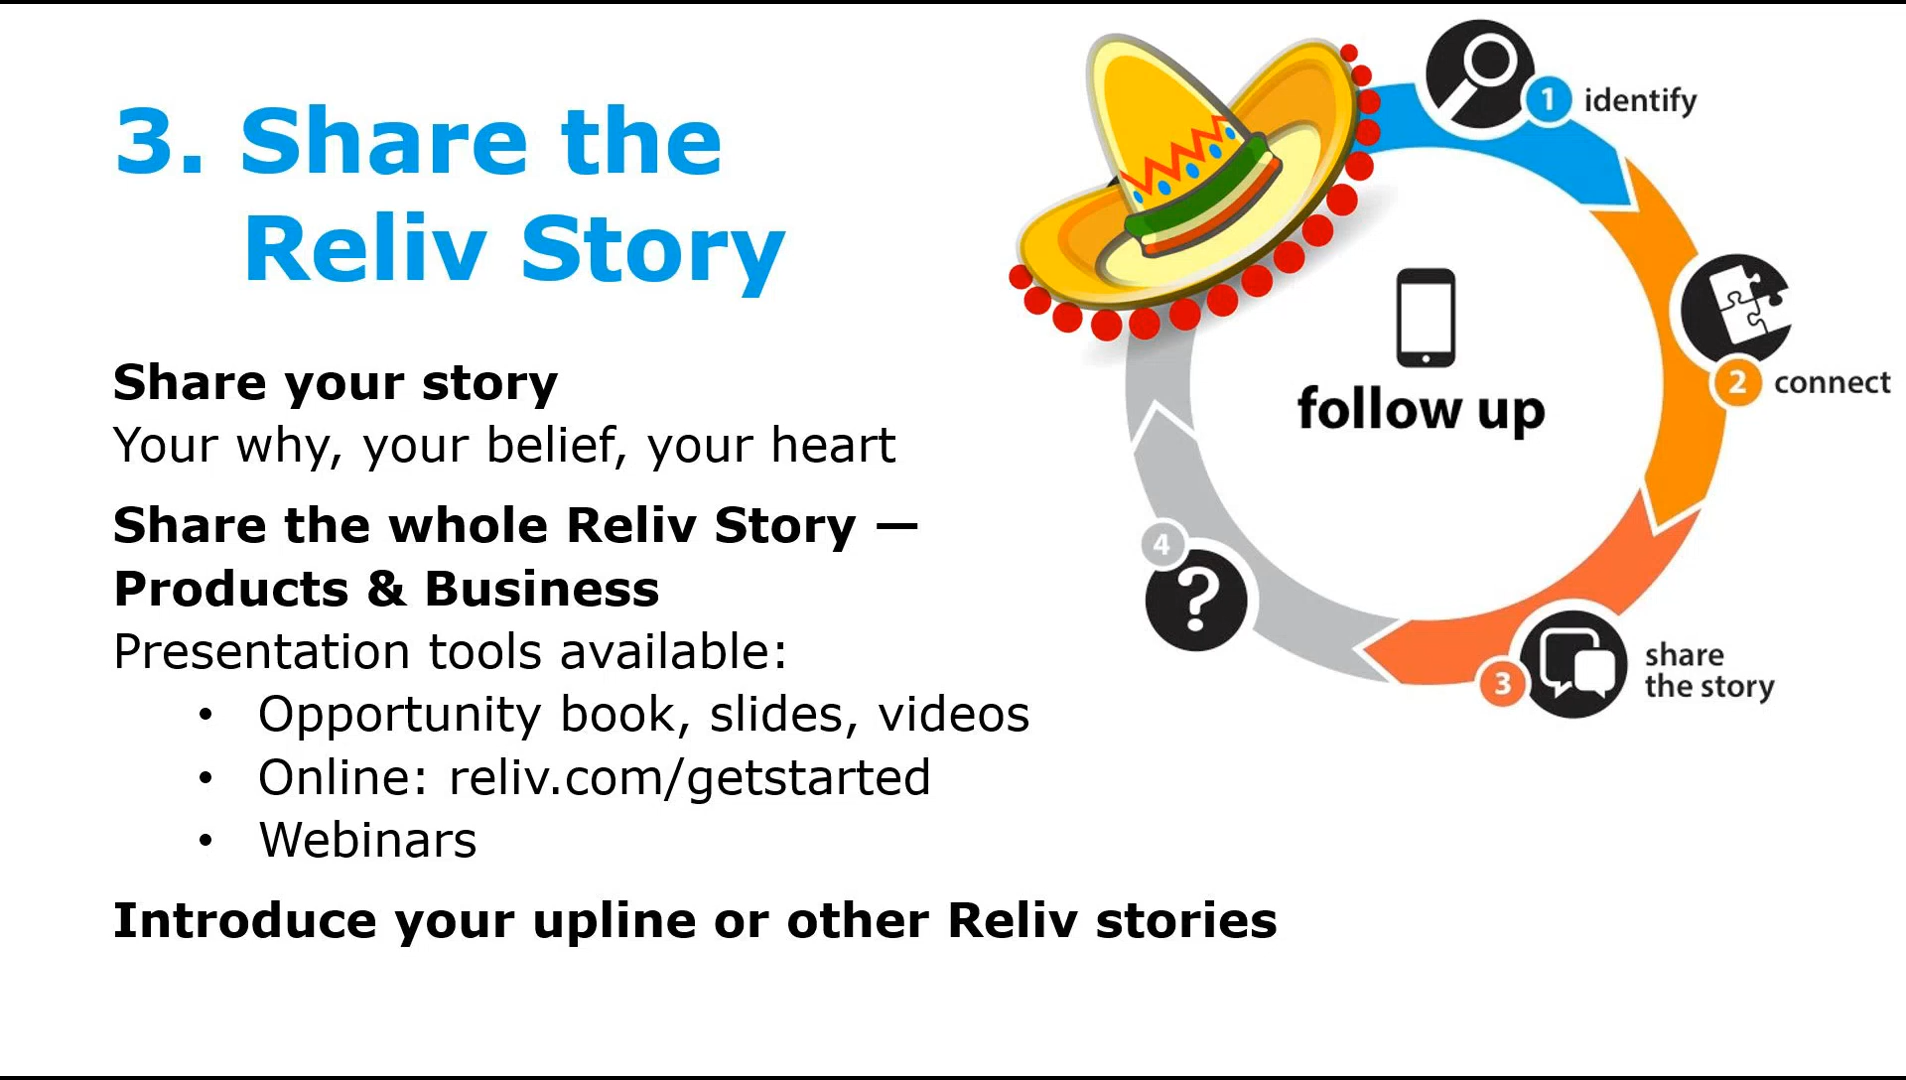 3. Share the
Reliv Story
Share your story
Your why, your belief, your heart
Share the whole Reliv Story —
Products & Business
Presentation tools available:
• Opportunity book, slides, videos
• Online: reliv.com/getstarted
• Webinars
Introduce your upline or other Reliv stories
1 identify
2 connect
follow up
4
?
3
share
the story